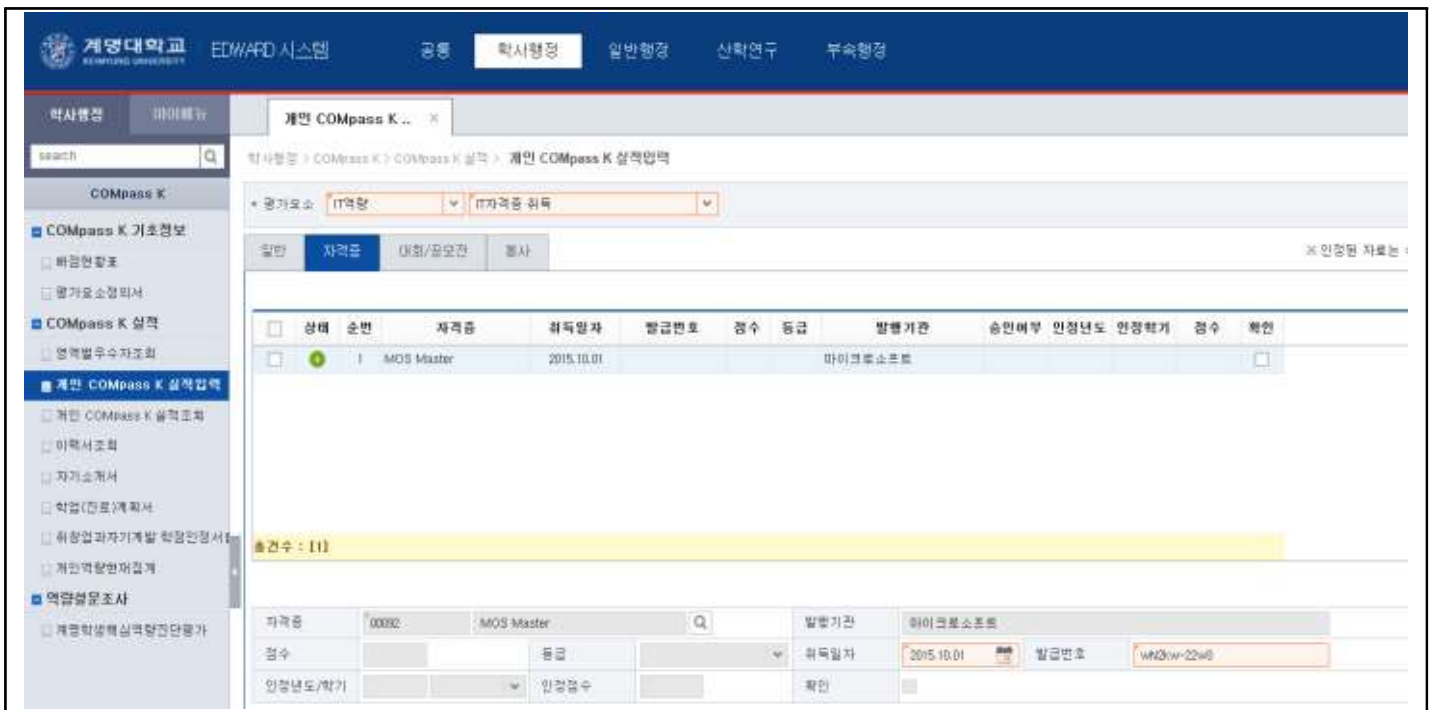 계명대학교 EDWARD 시스템 공통 학사행정 일반행정 산학연구 부속행정
KEIMYUNG UNIVERSITY
학사행정 마이메뉴 개인 COMpass K .. ×
search
학사행정 > COMpass K > COMpass K 실적 > 개인 COMpass K 실적입력
COMpass K
• 평가요소 IT역량 IT자격증 취득
COMpass K 기초정보
일반 자격증 대회/공모전 봉사 ※ 인정된 자료는
배점현황표
평가요소정의서
COMpass K 실적
상태 순번 자격증 취득일자 발급번호 점수 등급 발행기관 승인여부 인정년도 인정학기 점수 확인
영역별우수자조회
1 MOS Master 2015.10.01 마이크로소프트
개인 COMpass K 실적입력
개인 COMpass K 실적조회
이력서조회
자기소개서
학업(진로)계획서
취창업과자기계발 학점인정서
총건수 : [1]
개인역량현재집계
역량설문조사
계명학생핵심역량진단평가
자격증 00092 MOS Master 발행기관 마이크로소프트
점수 등급 취득일자 2015.10.01 발급번호
인정년도/학기 인정점수 확인